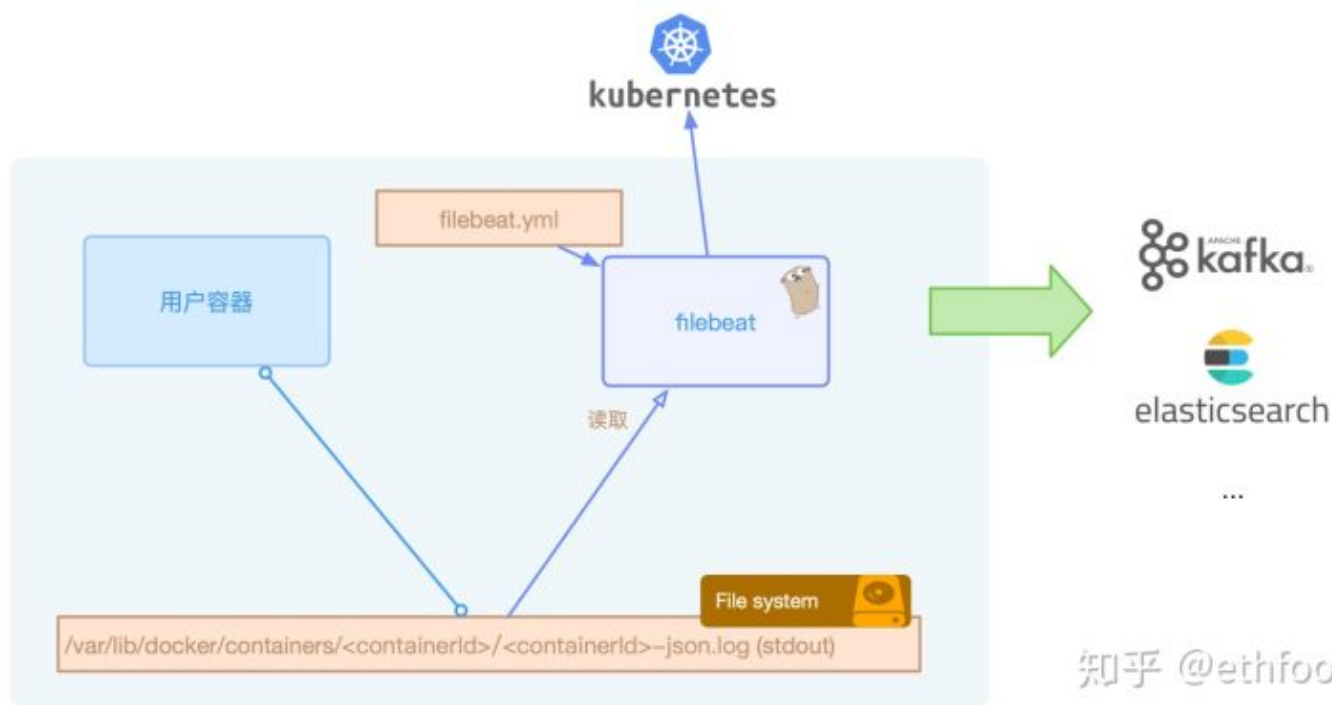 kubernetes
filebeat.yml
用户容器
filebeat
APACHE
kafka®
elasticsearch
读取
...
File system
/var/lib/docker/containers/<containerId>/<containerId>-json.log (stdout)
知乎 @ethfoo